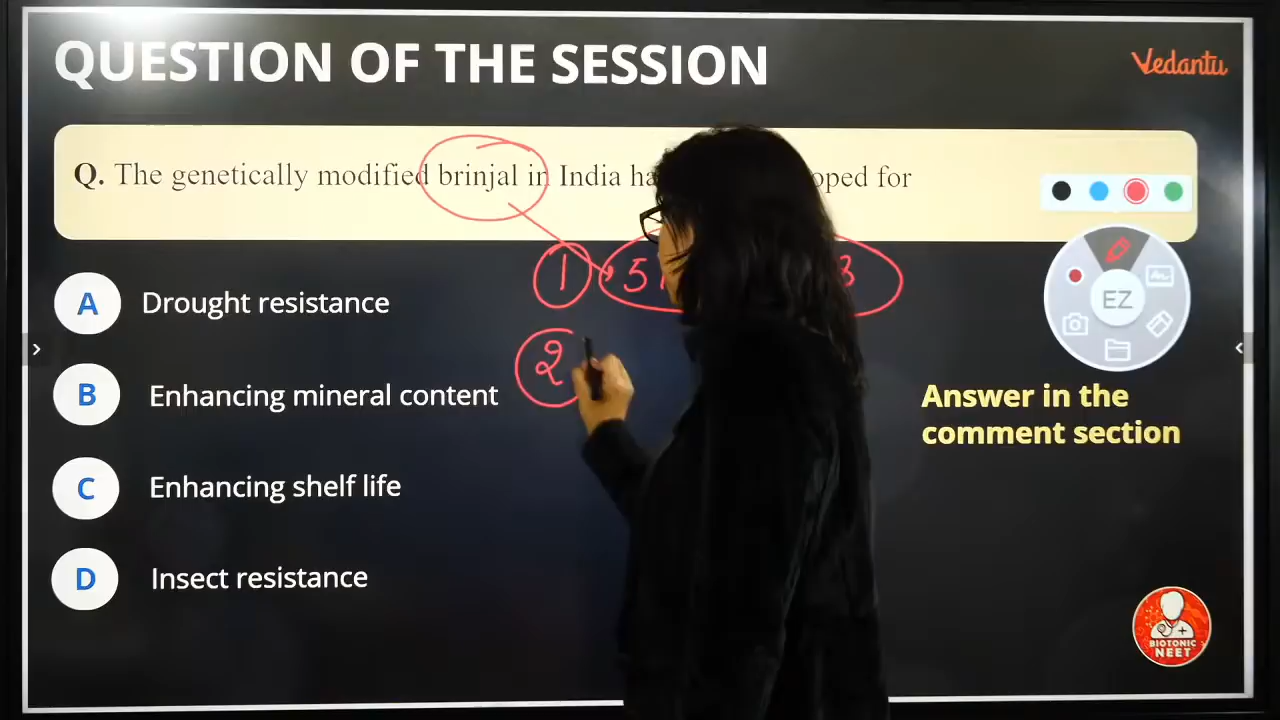 QUESTION OF THE SESSION
Vedantu
Q. The genetically modified brinjal in India ha oped for
1 5
A Drought resistance
EZ
2
B Enhancing mineral content
Answer in the
comment section
C Enhancing shelf life
D Insect resistance
BIOTONIC
NEET